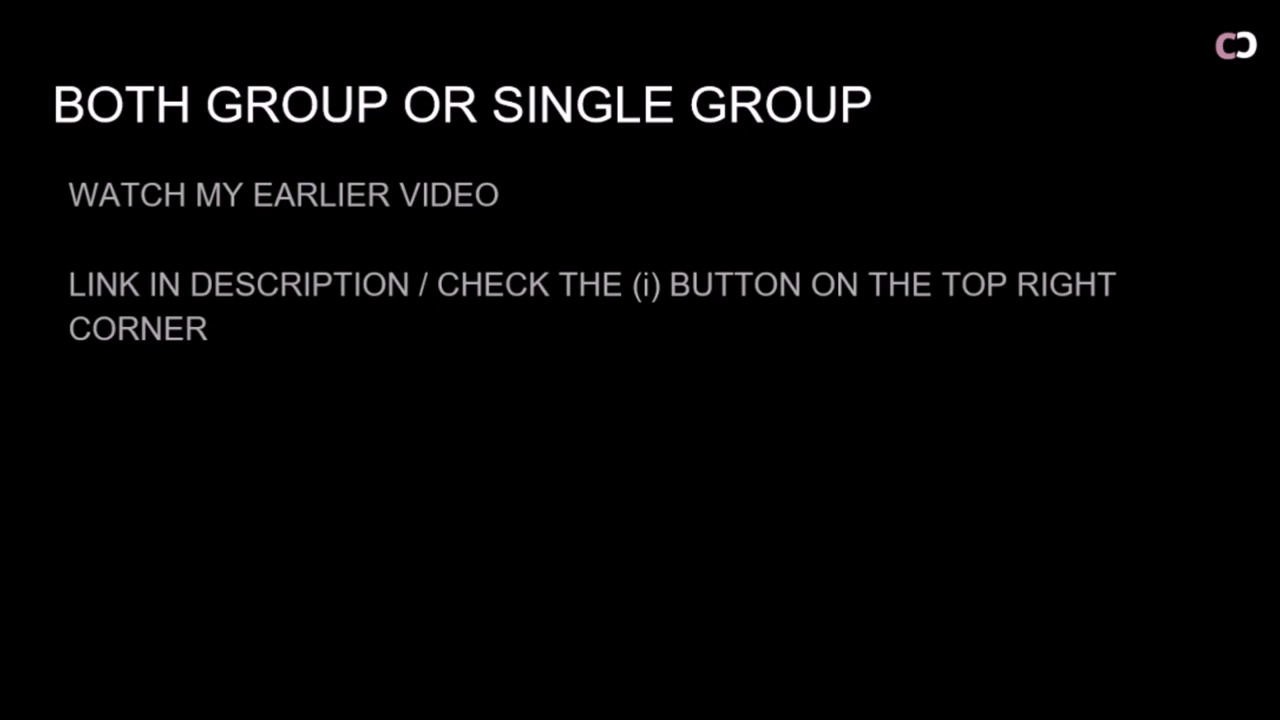 BOTH GROUP OR SINGLE GROUP
WATCH MY EARLIER VIDEO
LINK IN DESCRIPTION / CHECK THE (i) BUTTON ON THE TOP RIGHT
CORNER